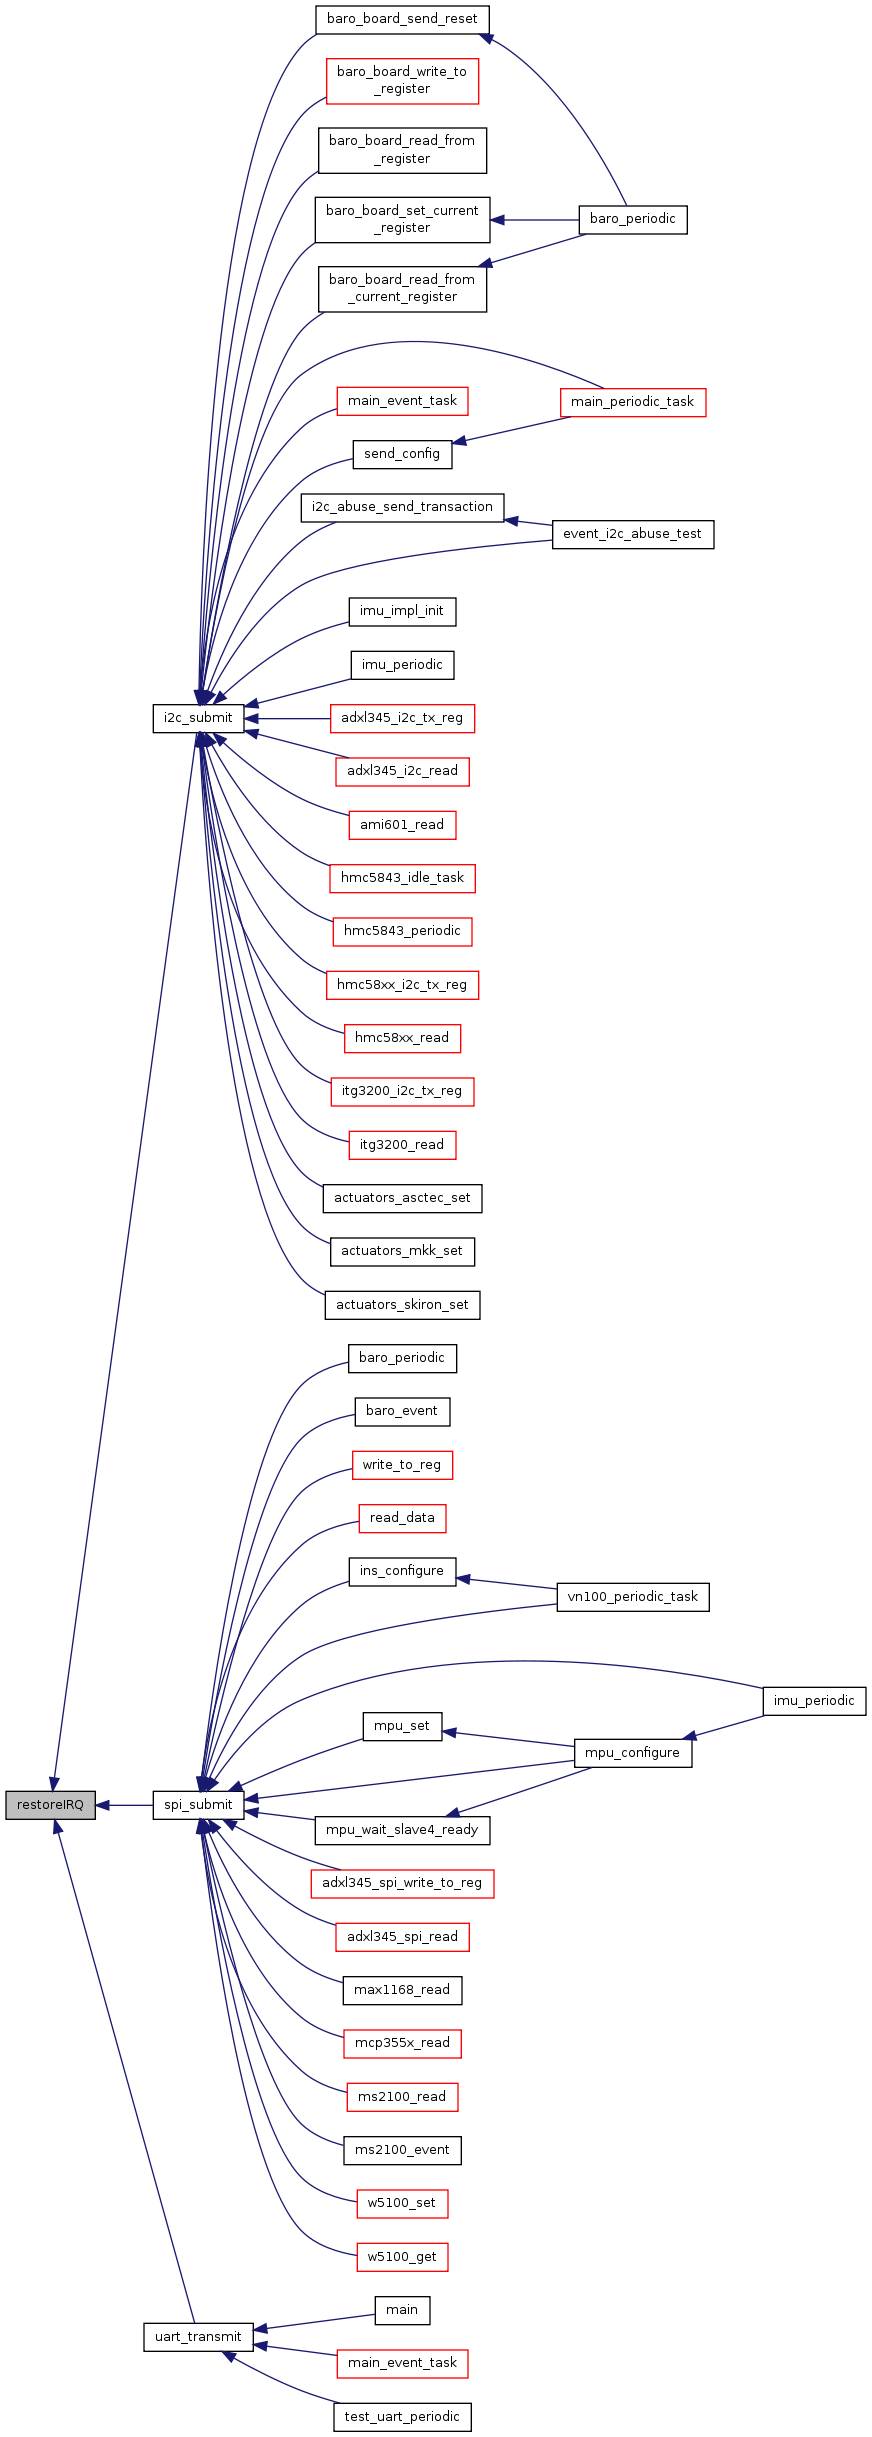 baro_board_send_reset
baro_board_write_to
_register
baro_board_read_from
_register
baro_board_set_current
_register
baro_periodic
baro_board_read_from
_current_register
main_event_task
main_periodic_task
send_config
i2c_abuse_send_transaction
event_i2c_abuse_test
imu_impl_init
imu_periodic
i2c_submit
adxl345_i2c_tx_reg
adxl345_i2c_read
ami601_read
hmc5843_idle_task
hmc5843_periodic
hmc58xx_i2c_tx_reg
hmc58xx_read
itg3200_i2c_tx_reg
itg3200_read
actuators_asctec_set
actuators_mkk_set
actuators_skiron_set
baro_periodic
baro_event
write_to_reg
read_data
ins_configure
vn100_periodic_task
imu_periodic
mpu_set
mpu_configure
restoreIRQ
spi_submit
mpu_wait_slave4_ready
adxl345_spi_write_to_reg
adxl345_spi_read
max1168_read
mcp355x_read
ms2100_read
ms2100_event
w5100_set
w5100_get
main
uart_transmit
main_event_task
test_uart_periodic